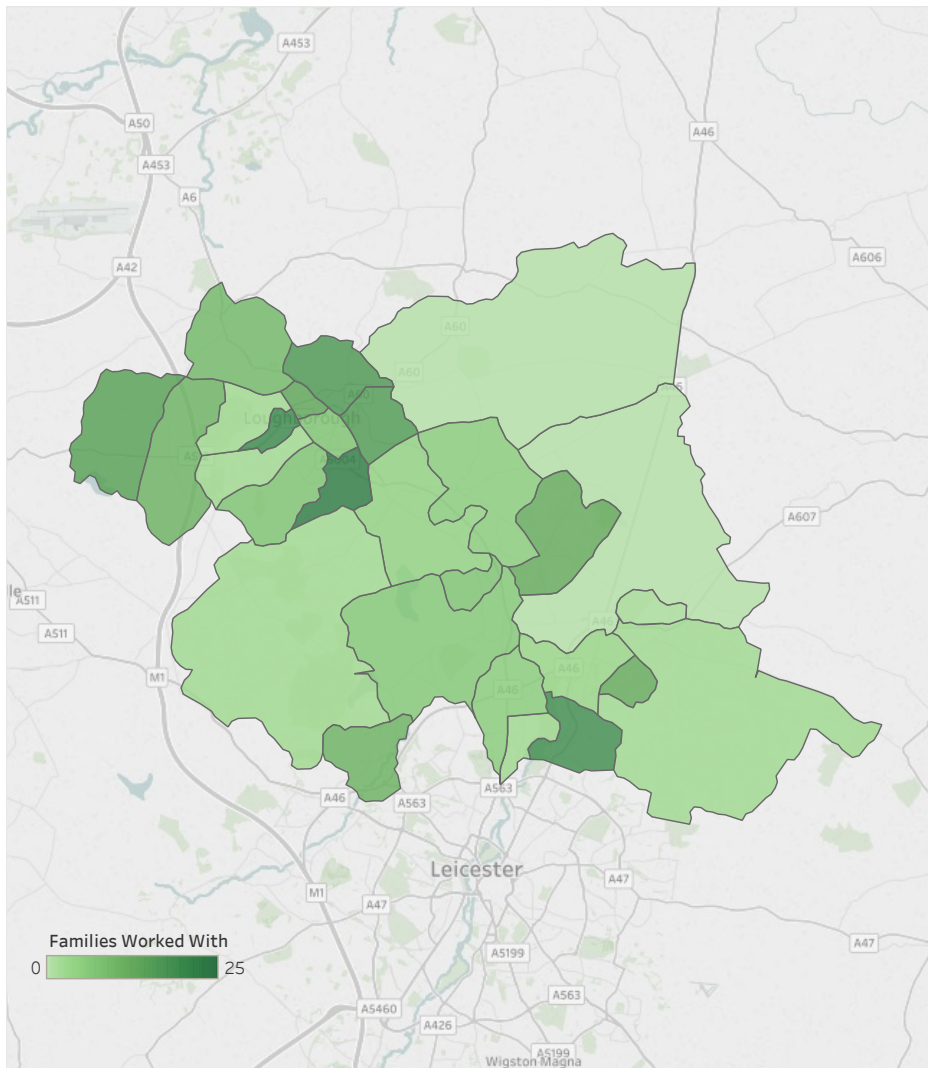 A453
A50
A46
A453
A6
A606
A42
A60
A60
A60
Loughborough
A607
A511
A511
A46
A46
M1
A46
A46
A563
A563
Leicester
M1
A47
A47
Families Worked With
0
25
A5199
A47
A563
A5460
A426
A5199
Wigston Magna